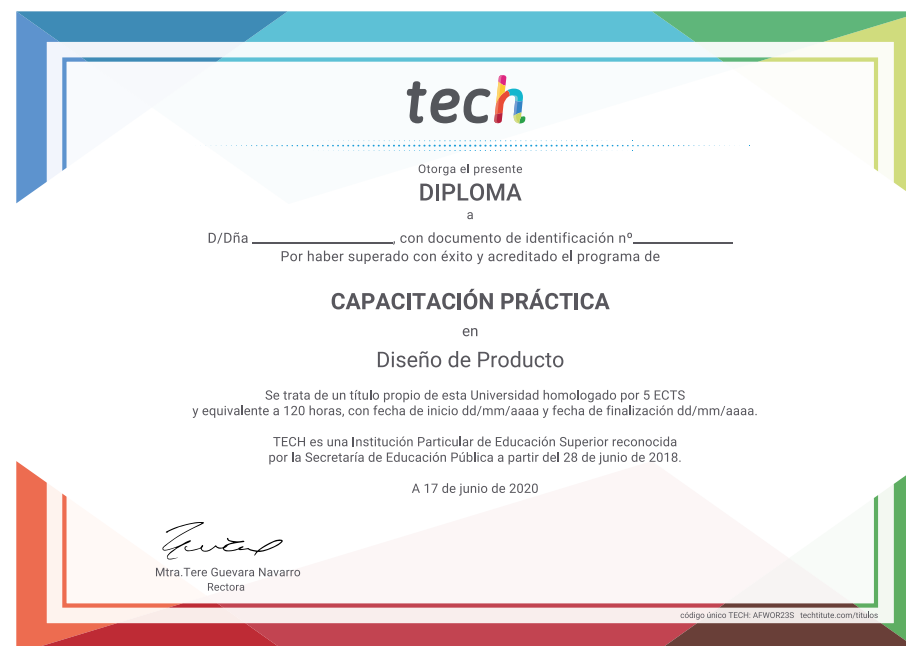 tech
Otorga el presente
DIPLOMA
a
D/Dña ____________________, con documento de identificación nº______________
Por haber superado con éxito y acreditado el programa de
CAPACITACIÓN PRÁCTICA
en
Diseño de Producto
Se trata de un título propio de esta Universidad homologado por 5 ECTS
y equivalente a 120 horas, con fecha de inicio dd/mm/aaaa y fecha de finalización dd/mm/aaaa.
TECH es una Institución Particular de Educación Superior reconocida
por la Secretaría de Educación Pública a partir del 28 de junio de 2018.
A 17 de junio de 2020
Mtra.Tere Guevara Navarro
Rectora
código único TECH: AFWOR23S techtitute.com/títulos